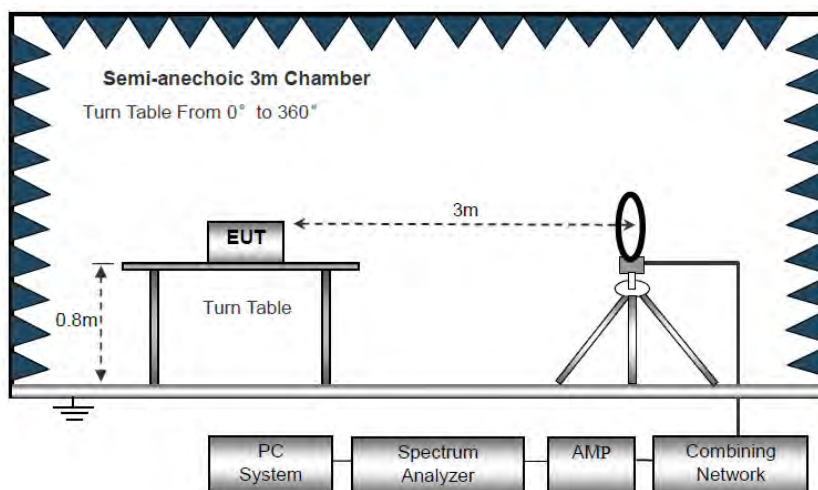 Semi-anechoic 3m Chamber
Turn Table From 0° to 360°
3m
EUT
Turn Table
0.8m
PC
System
Spectrum
Analyzer
AMP
Combining
Network